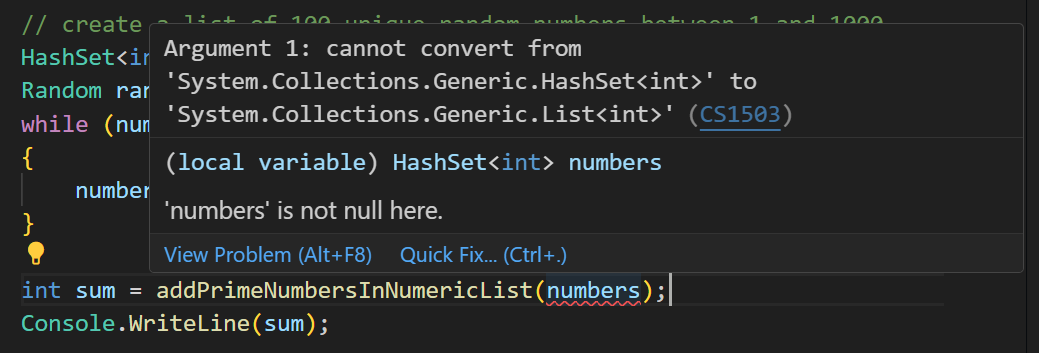 // create a list of 100 unique random numbers between 1 and 1000
HashSet<in
Argument 1: cannot convert from
'System.Collections.Generic.HashSet<int>' to
'System.Collections.Generic.List<int>' (CS1503)
Random ran
while (num
{
(local variable) HashSet<int> numbers
number
'numbers' is not null here.
}
View Problem (Alt+F8) Quick Fix... (Ctrl+.)
int sum = addPrimeNumbersInNumericList(numbers);
Console.WriteLine(sum);